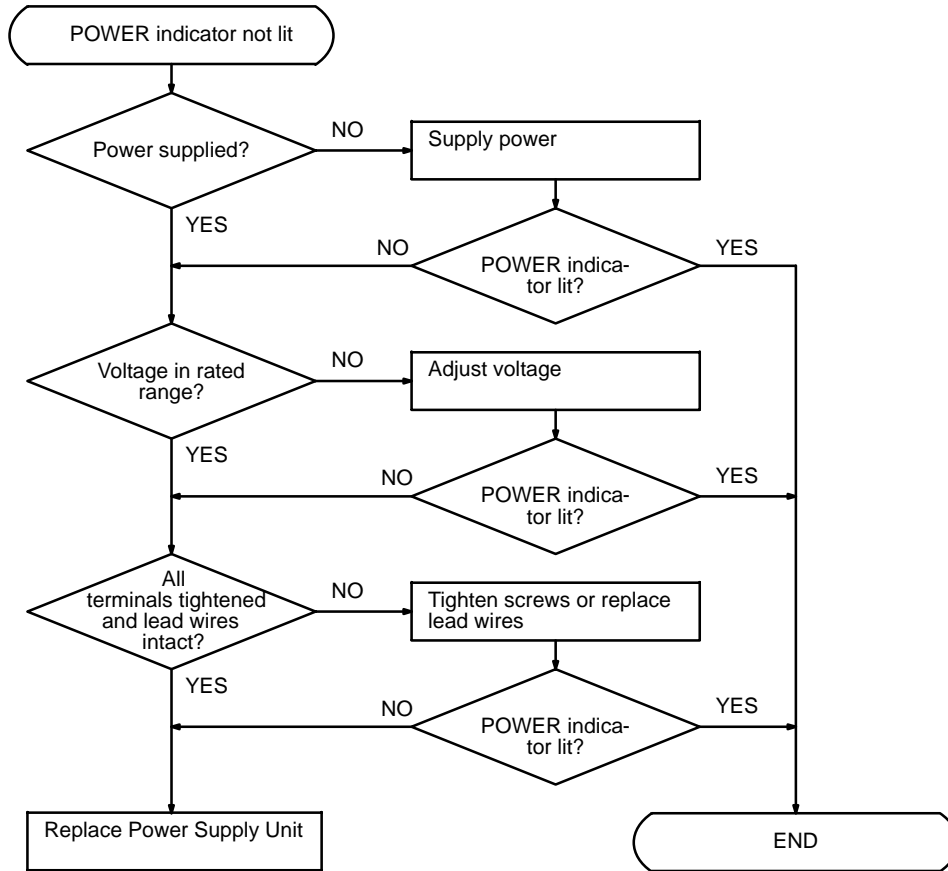 POWER indicator not lit
Power supplied?
NO
Supply power
YES
NO
POWER indica-
tor lit?
YES
Voltage in rated
range?
NO
Adjust voltage
YES
NO
POWER indica-
tor lit?
YES
All
terminals tightened
and lead wires
intact?
NO
Tighten screws or replace
lead wires
YES
NO
POWER indica-
tor lit?
YES
Replace Power Supply Unit
END